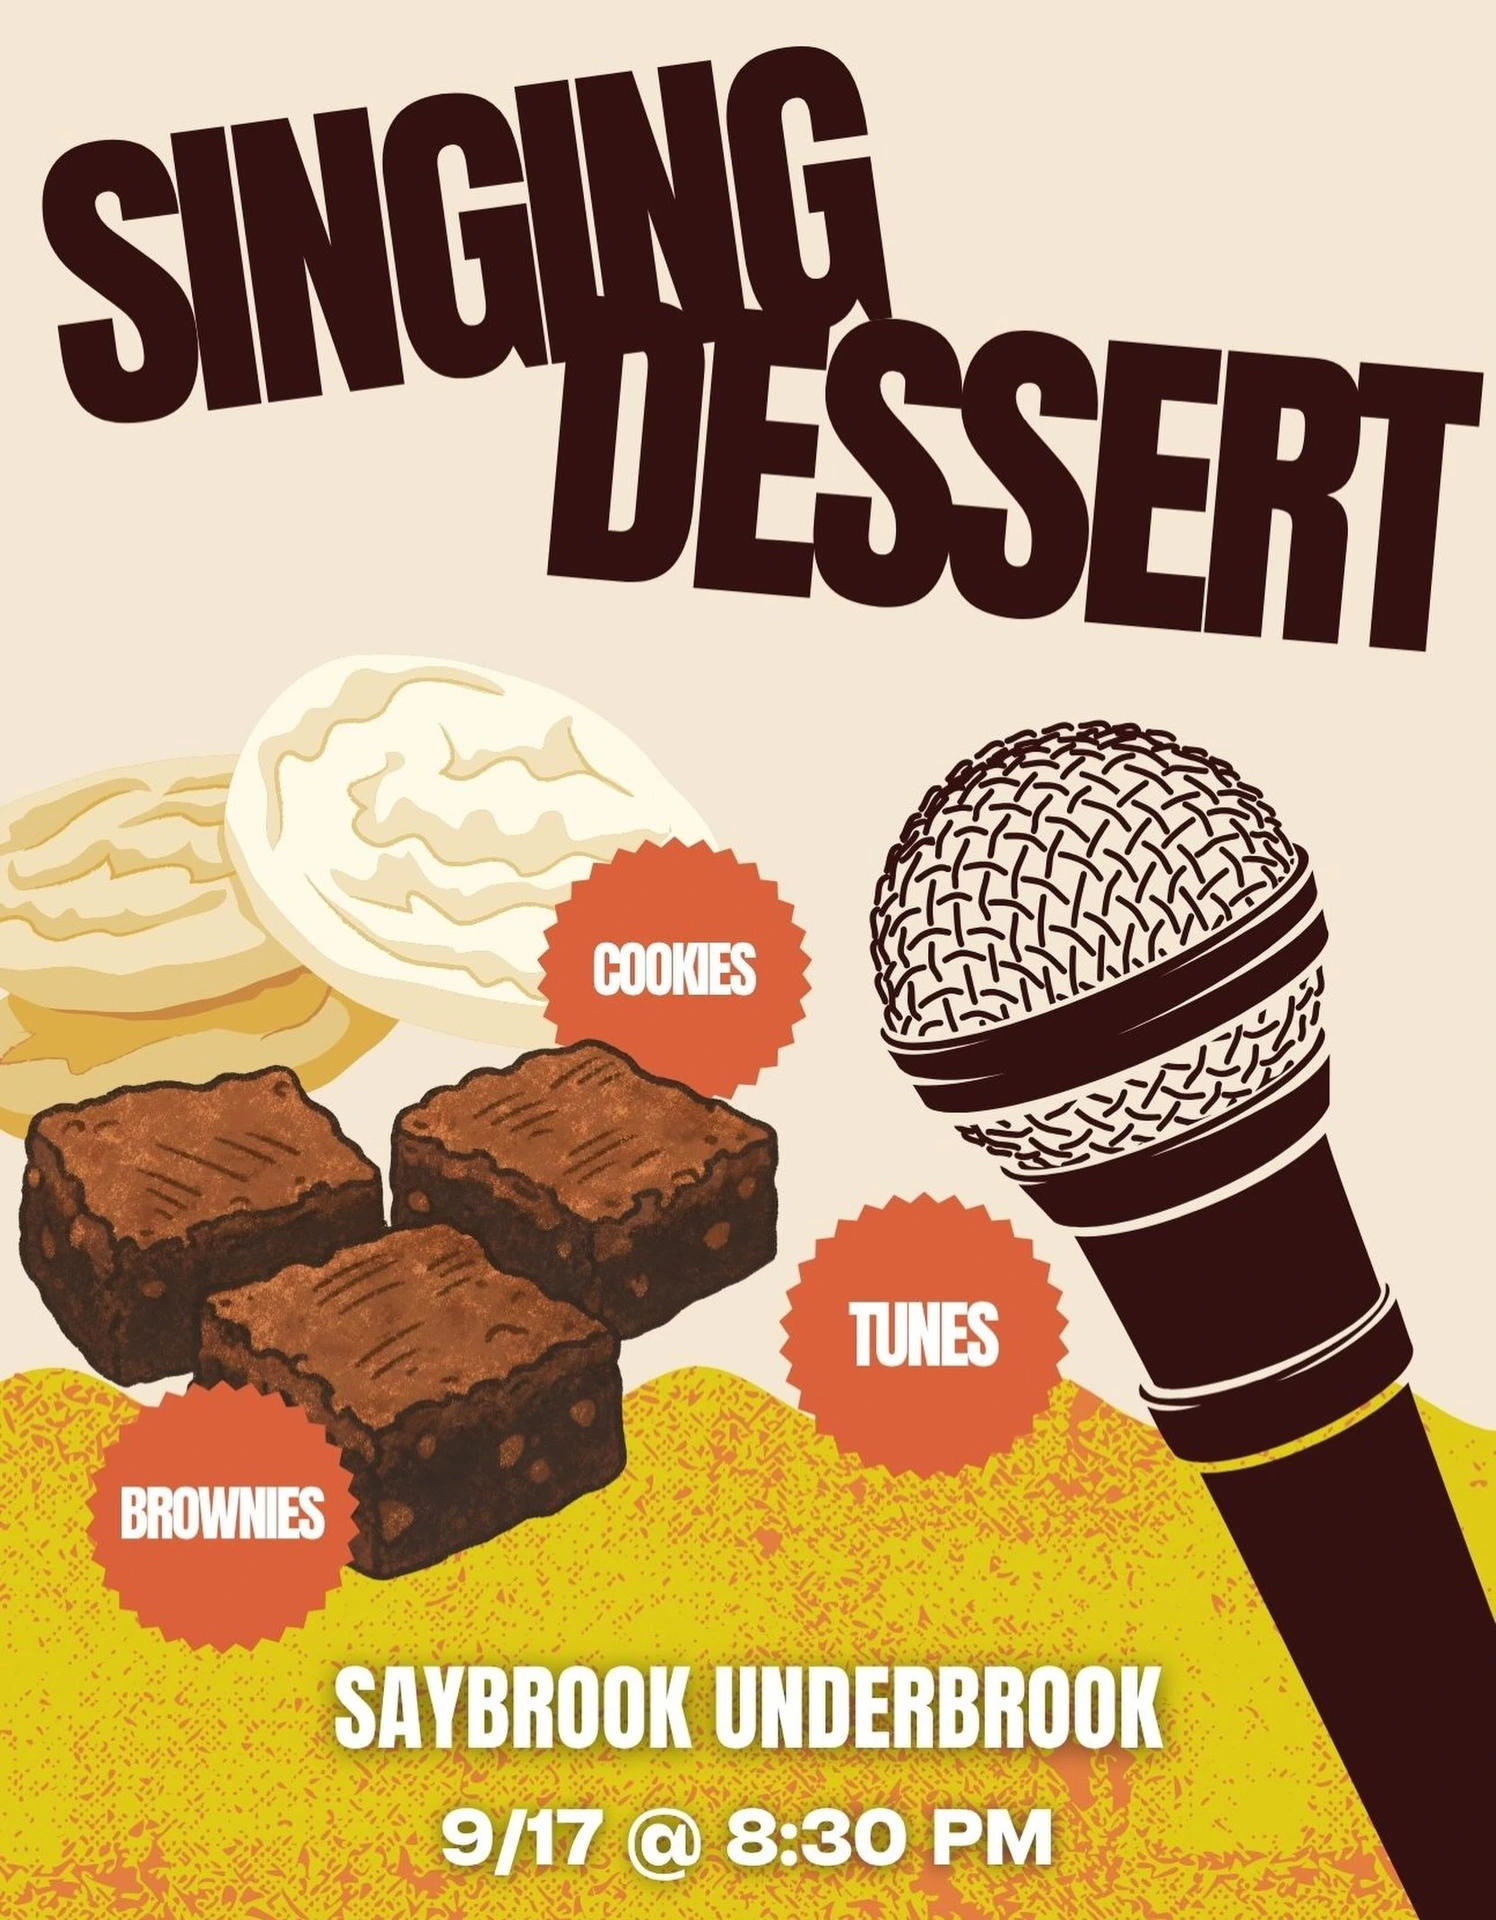 SINGING
DESSERT
COOKIES
TUNES
BROWNIES
SAYBROOK UNDERBROOK
9/17 @ 8:30 PM